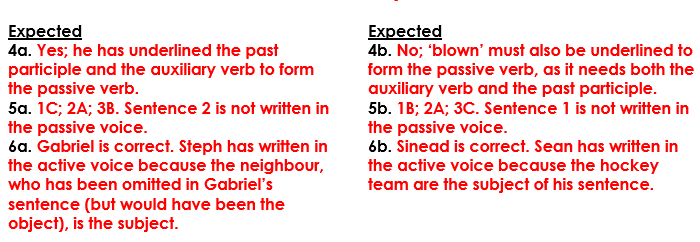 Expected
4a. Yes; he has underlined the past
participle and the auxiliary verb to form
the passive verb.
5a. 1C; 2A; 3B. Sentence 2 is not written in
the passive voice.
6a. Gabriel is correct. Steph has written in
the active voice because the neighbour,
who has been omitted in Gabriel’s
sentence (but would have been the
object), is the subject.
Expected
4b. No; ‘blown’ must also be underlined to
form the passive verb, as it needs both the
auxiliary verb and the past participle.
5b. 1B; 2A; 3C. Sentence 1 is not written in
the passive voice.
6b. Sinead is correct. Sean has written in
the active voice because the hockey
team are the subject of his sentence.